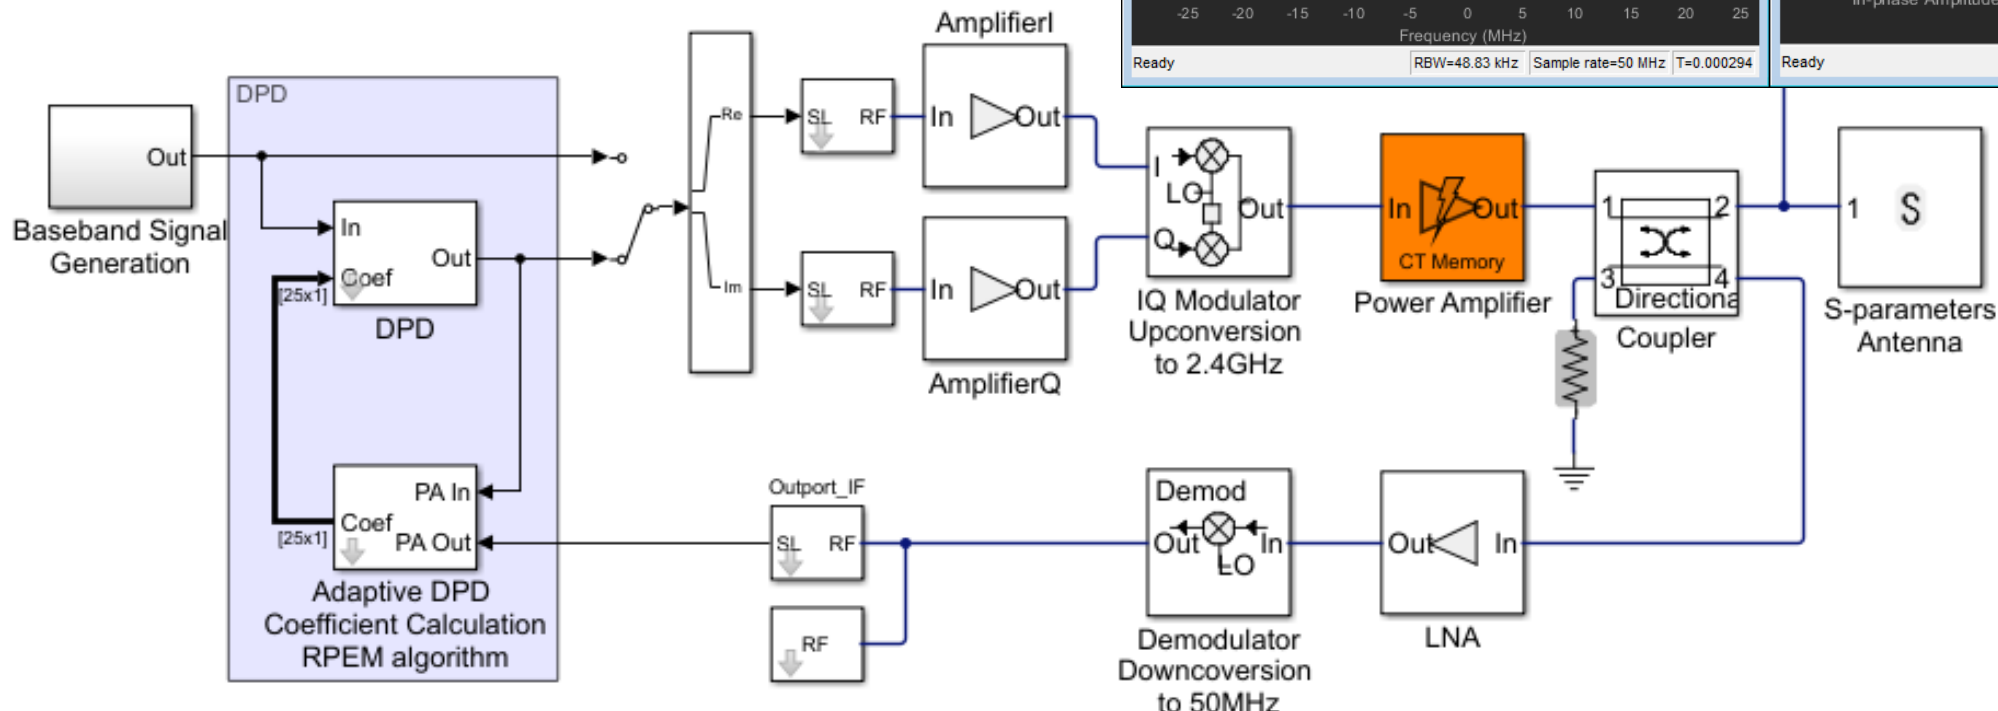 -25 -20 -15 -10 -5 0 5 10 15 20 25
Frequency (MHz)
Ready RBW=48.83 kHz Sample rate=50 MHz T=0.000294
In-phase Amplitude
Ready
DPD
Out
Baseband Signal
Generation
In
Coef
Out
[25x1]
DPD
PA In
Coef
PA Out
[25x1]
Adaptive DPD
Coefficient Calculation
RPEM algorithm
Re
Im
SL RF
SL RF
AmplifierI
In Out
In Out
AmplifierQ
I
LO
Out
Q
IQ Modulator
Upconversion
to 2.4GHz
In Out
CT Memory
Power Amplifier
1 2
3 4
Directiona
Coupler
1 S
S-parameters
Antenna
Outport_IF
SL RF
RF
Demod
Out In
LO
Demodulator
Downcoversion
to 50MHz
Out In
LNA